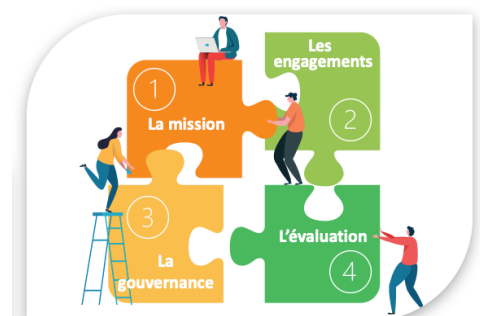 1
La mission
Les
engagements
2
3
La
gouvernance
L'évaluation
4